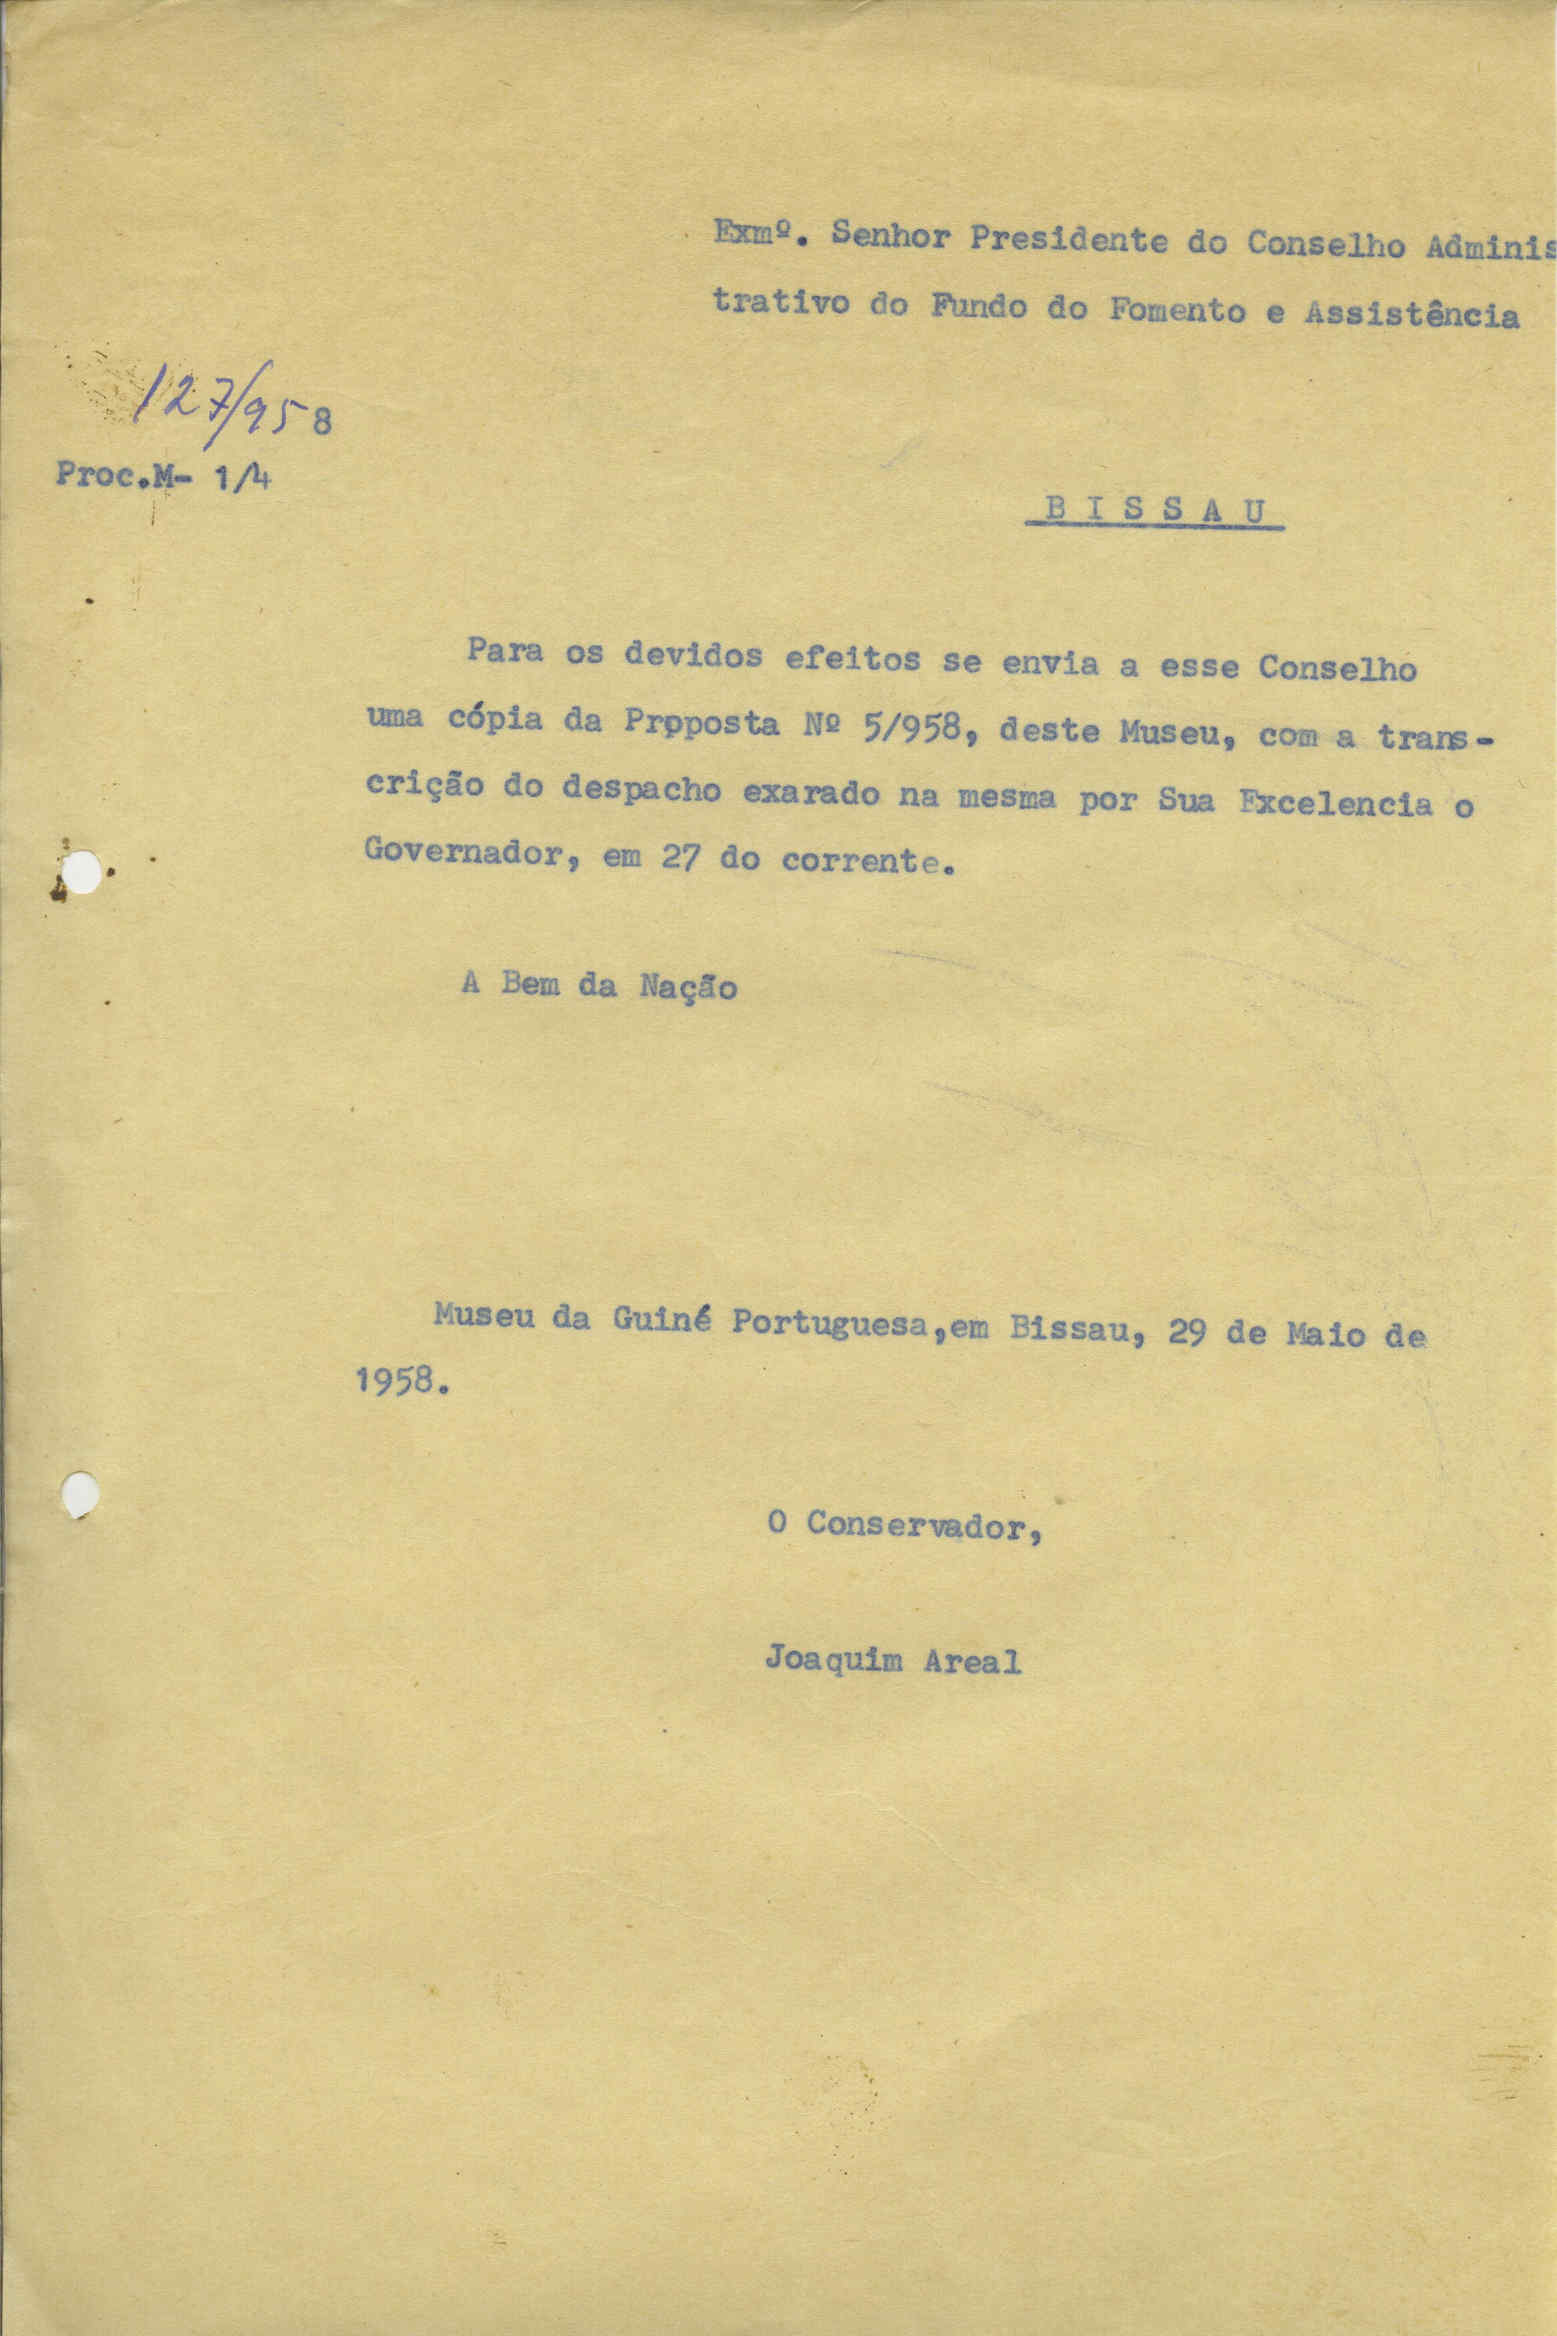 Exmº. Senhor Presidente do Conselho Adminis
trativo do Fundo do Fomento e Assistência
127/958
Proc.M- 1/4
B I S S A U
Para os devidos efeitos se envia a esse Conselho
uma cópia da Prpposta Nº 5/958, deste Museu, com a trans-
crição do despacho exarado na mesma por Sua Excelencia o
Governador, em 27 do corrente.
A Bem da Nação
Museu da Guiné Portuguesa,em Bissau, 29 de Maio de
1958.
O Conservador,
Joaquim Areal